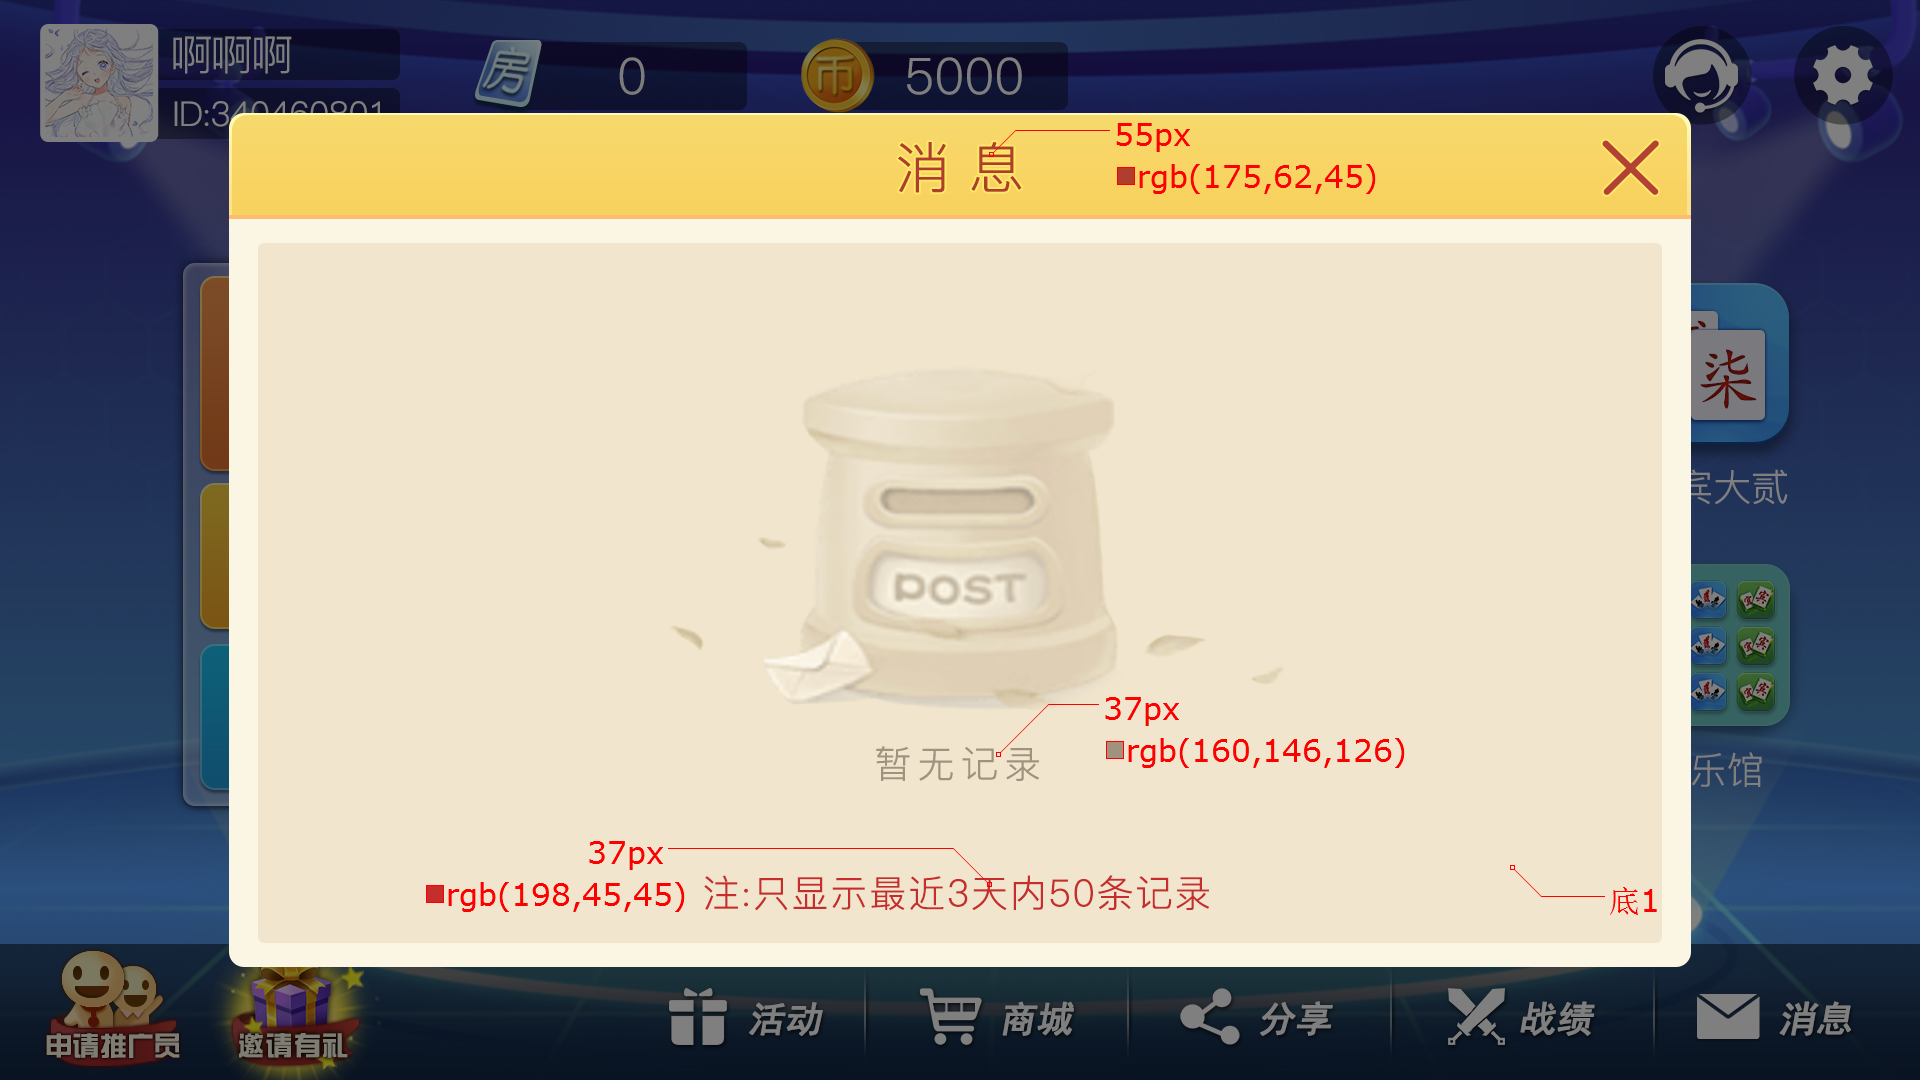 啊啊啊
ID:340460801
房 0
币 5000
消 息
55px
rgb(175,62,45)
柒
宾大贰
POST
37px
rgb(160,146,126)
暂无记录
乐馆
37px
rgb(198,45,45)
注:只显示最近3天内50条记录
底1
申请推广员
邀请有礼
活动
商城
分享
战绩
消息